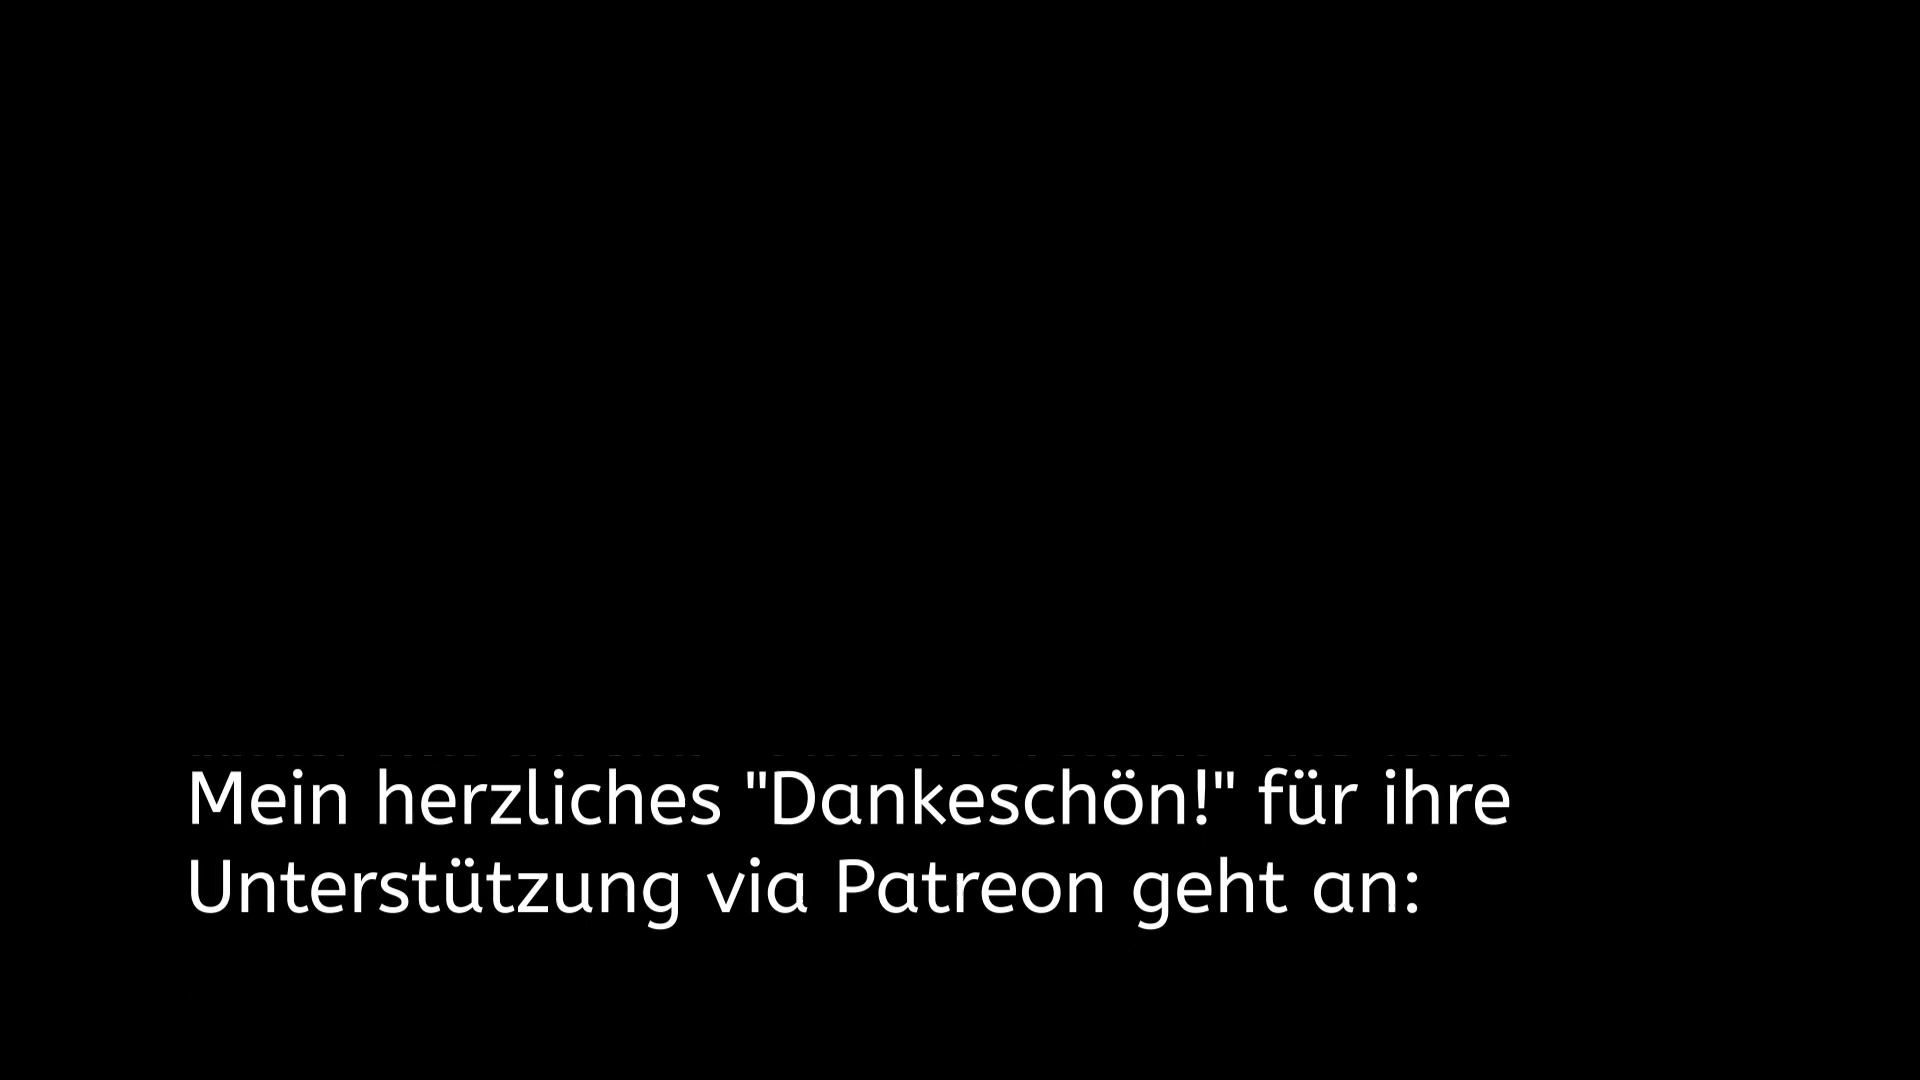 Mein herzliches "Dankeschön!" für ihre
Unterstützung via Patreon geht an: